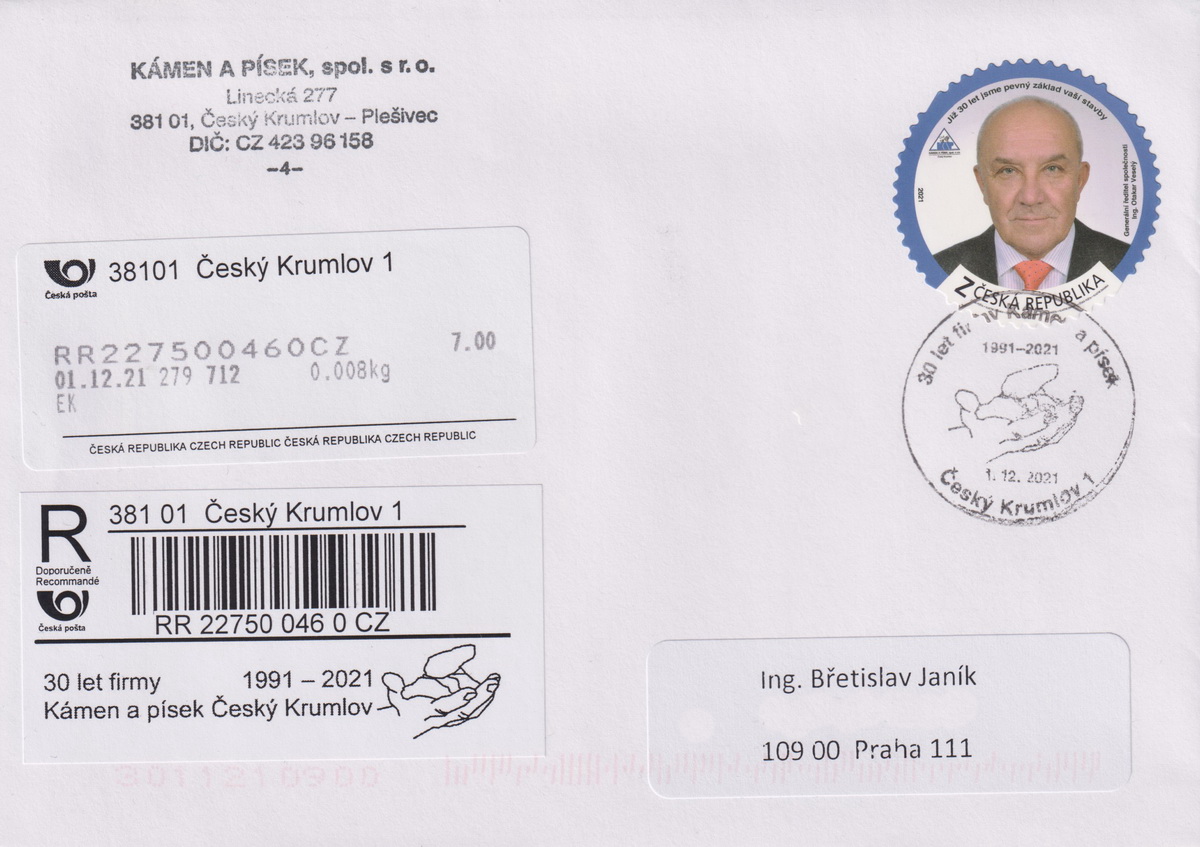 KÁMEN A PÍSEK, spol. s r. o.
Linecká 277
381 01, Český Krumlov – Plešivec
DIČ: CZ 423 96 158
–4–
Již 30 let jsme pevný základ vaší stavby
2021
Generální ředitel společnosti
Ing. Otakar Veselý
Z ČESKÁ REPUBLIKA
30 let firmy Kámen a písek
1991–2021
1. 12. 2021
Český Krumlov 1
38101 Český Krumlov 1
Česká pošta
RR227500460CZ 7.00
01.12.21 279 712 0.008kg
EK
ČESKÁ REPUBLIKA CZECH REPUBLIC ČESKÁ REPUBLIKA CZECH REPUBLIC
R 381 01 Český Krumlov 1
Doporučeně
Recommandé
Česká pošta
RR 22750 046 0 CZ
30 let firmy 1991 – 2021
Kámen a písek Český Krumlov
Ing. Břetislav Janík
109 00 Praha 111